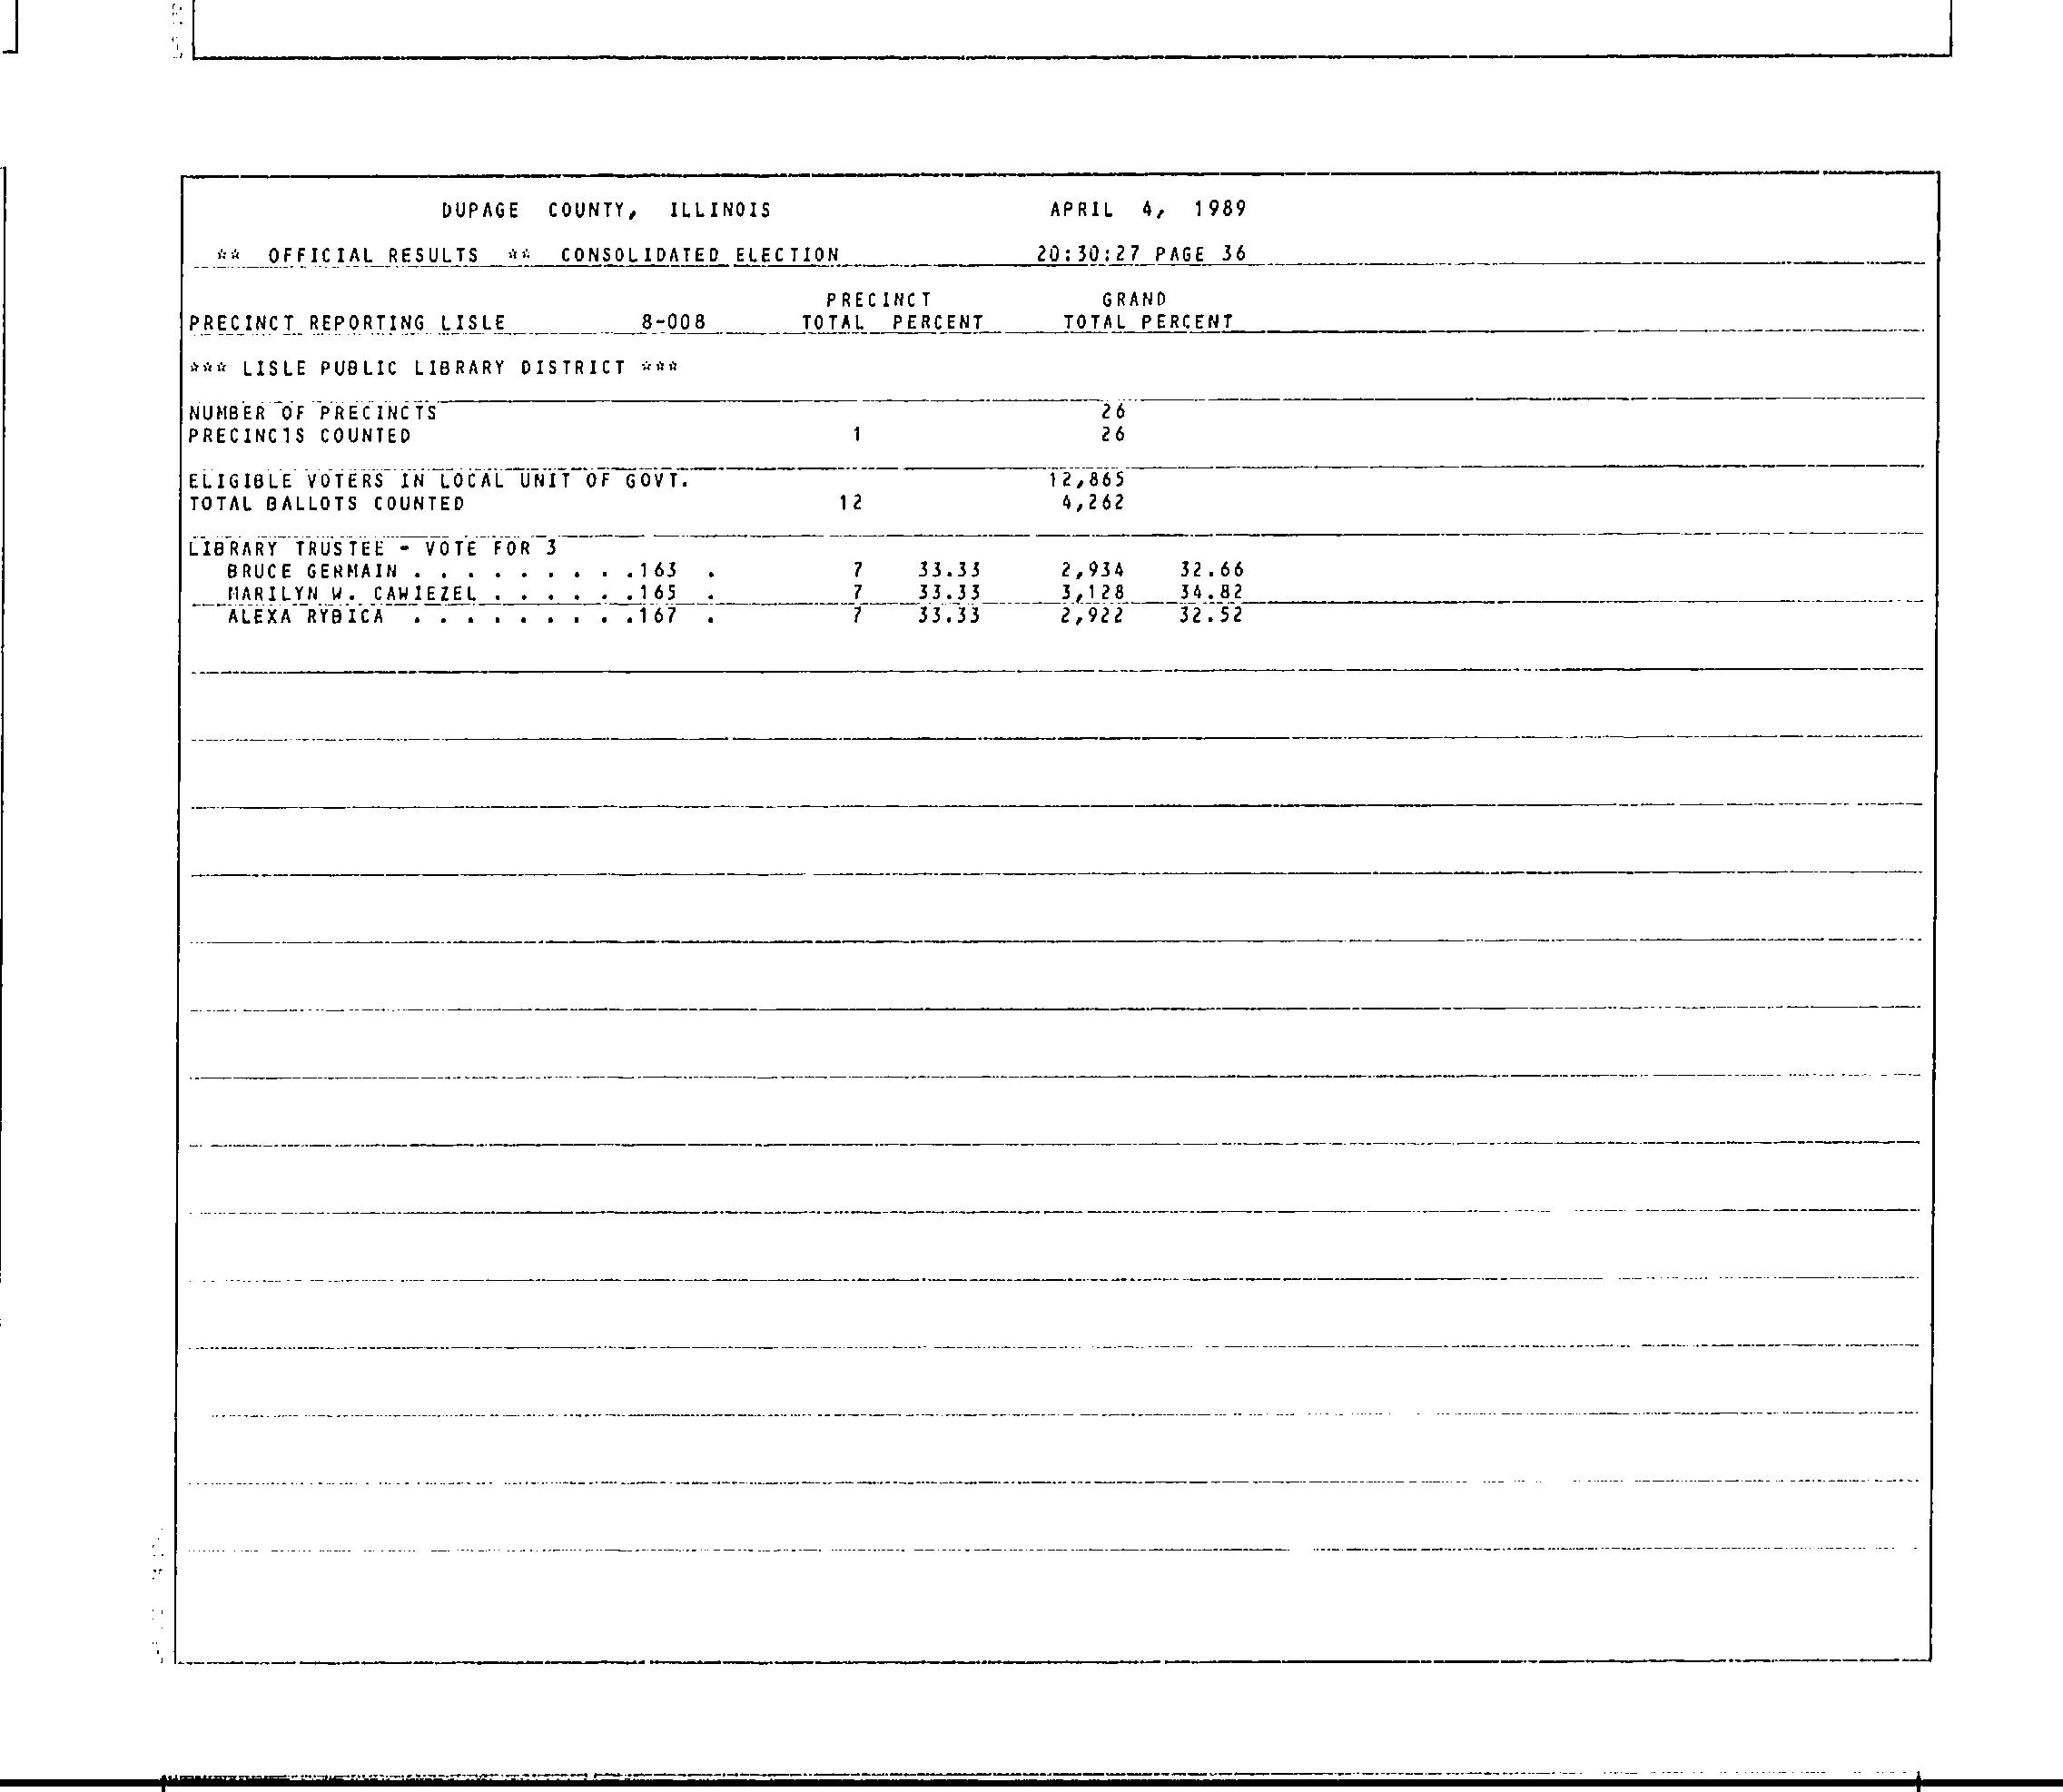 DUPAGE COUNTY, ILLINOIS APRIL 4, 1989
** OFFICIAL RESULTS ** CONSOLIDATED ELECTION 20:30:27 PAGE 36
PRECINCT GRAND
PRECINCT REPORTING LISLE 8-008 TOTAL PERCENT TOTAL PERCENT
*** LISLE PUBLIC LIBRARY DISTRICT ***
NUMBER OF PRECINCTS 26
PRECINCTS COUNTED 1 26
ELIGIBLE VOTERS IN LOCAL UNIT OF GOVT. 12,865
TOTAL BALLOTS COUNTED 12 4,262
LIBRARY TRUSTEE - VOTE FOR 3
BRUCE GERMAIN . . . . . . . . .163 . 7 33.33 2,934 32.66
MARILYN W. CAWIEZEL . . . . . .165 . 7 33.33 3,128 34.82
ALEXA RYBICA . . . . . . . . .167 . 7 33.33 2,922 32.52